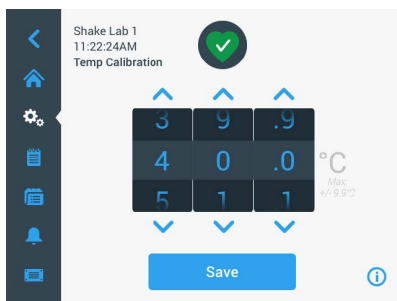 Shake Lab 1
11:22:24AM
Temp Calibration
3 9 .9
4 0 .0 °C
Max:
+/- 9.9°C
5 1 .1
Save